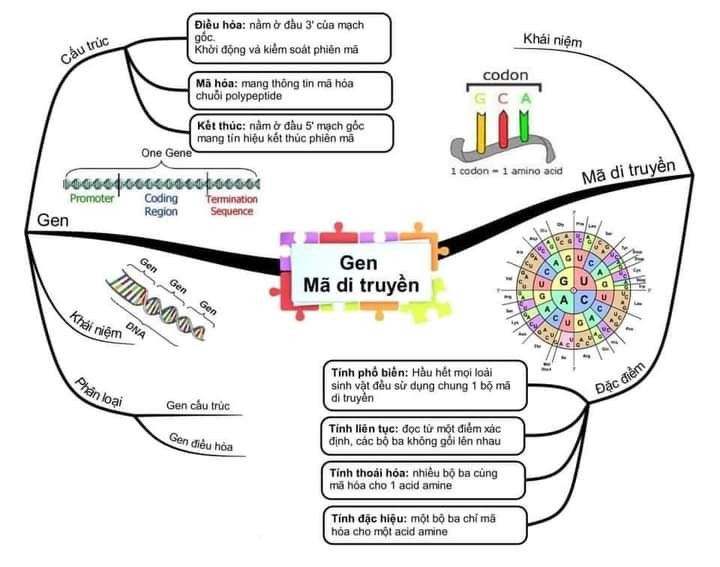 Cấu trúc
Điều hòa: nằm ở đầu 3' của mạch
gốc.
Khởi động và kiểm soát phiên mã
Mã hóa: mang thông tin mã hóa
chuỗi polypeptide
Kết thúc: nằm ở đầu 5' mạch gốc
mang tín hiệu kết thúc phiên mã
One Gene
Promoter
Coding
Region
Termination
Sequence
Gen
Gen
Gen
Gen
DNA
Khái niệm
Phân loại
Gen cấu trúc
Gen điều hòa
Gen
Mã di truyền
Khái niệm
codon
G C A
1 codon = 1 amino acid
Mã di truyền
G U
A C
Đặc điểm
Tính phổ biến: Hầu hết mọi loài
sinh vật đều sử dụng chung 1 bộ mã
di truyền
Tính liên tục: đọc từ một điểm xác
định, các bộ ba không gối lên nhau
Tính thoái hóa: nhiều bộ ba cùng
mã hóa cho 1 acid amine
Tính đặc hiệu: một bộ ba chỉ mã
hóa cho một acid amine